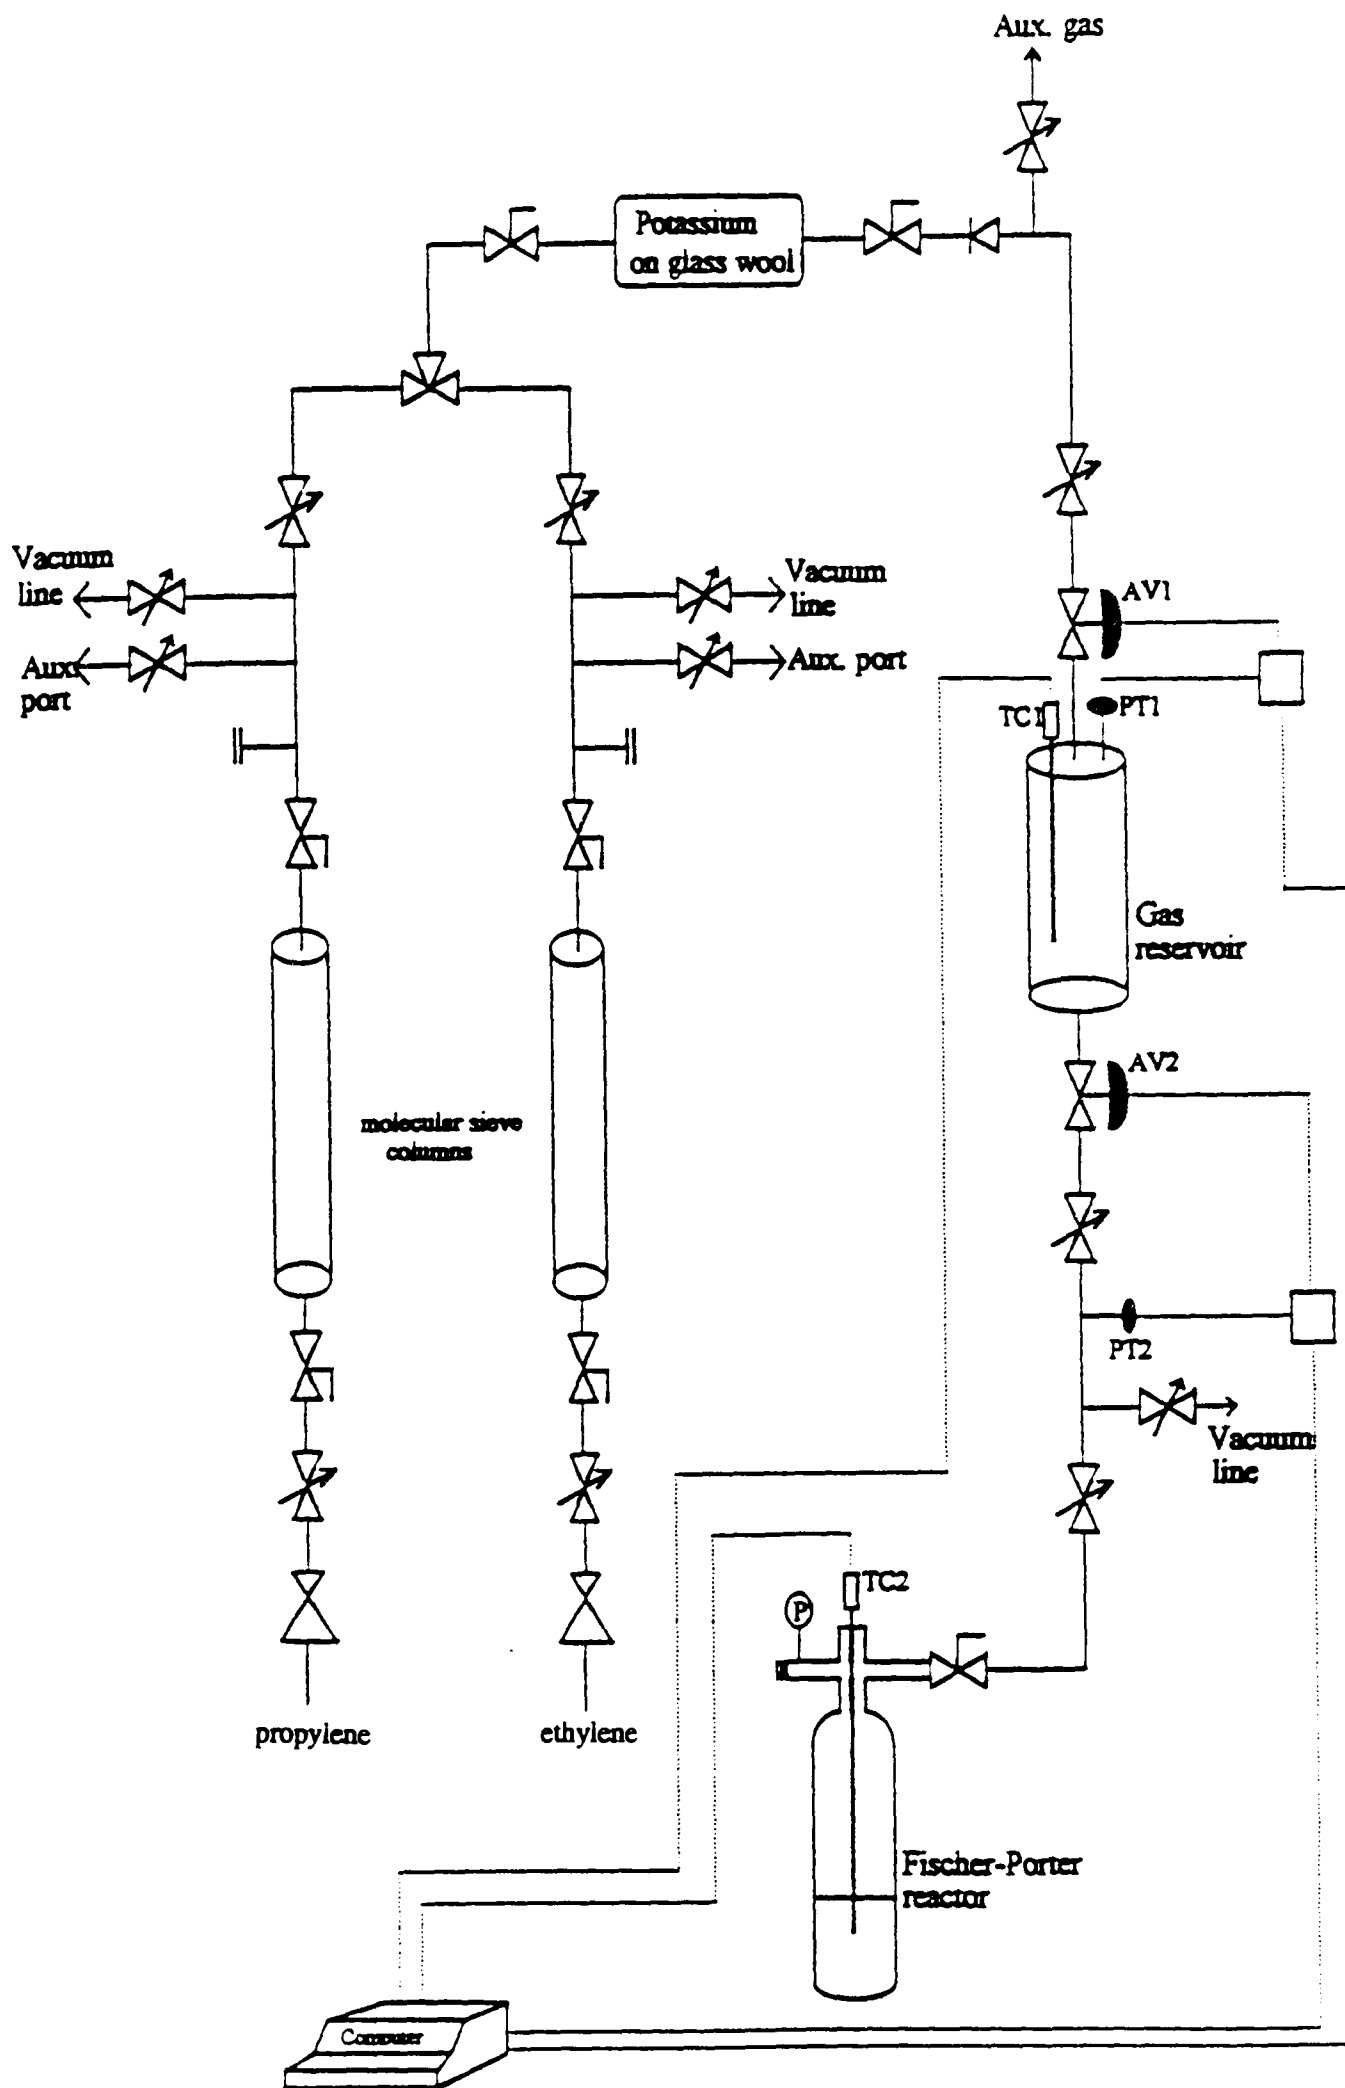 Aux. gas
Potassium
on glass wool
Vacuum
line
Vacuum
line
Aux.
port
Aux. port
AV1
TC1
PT1
Gas
reservoir
AV2
molecular sieve
columns
PT2
Vacuum
line
TC2
P
propylene
ethylene
Fischer-Porter
reactor
Computer